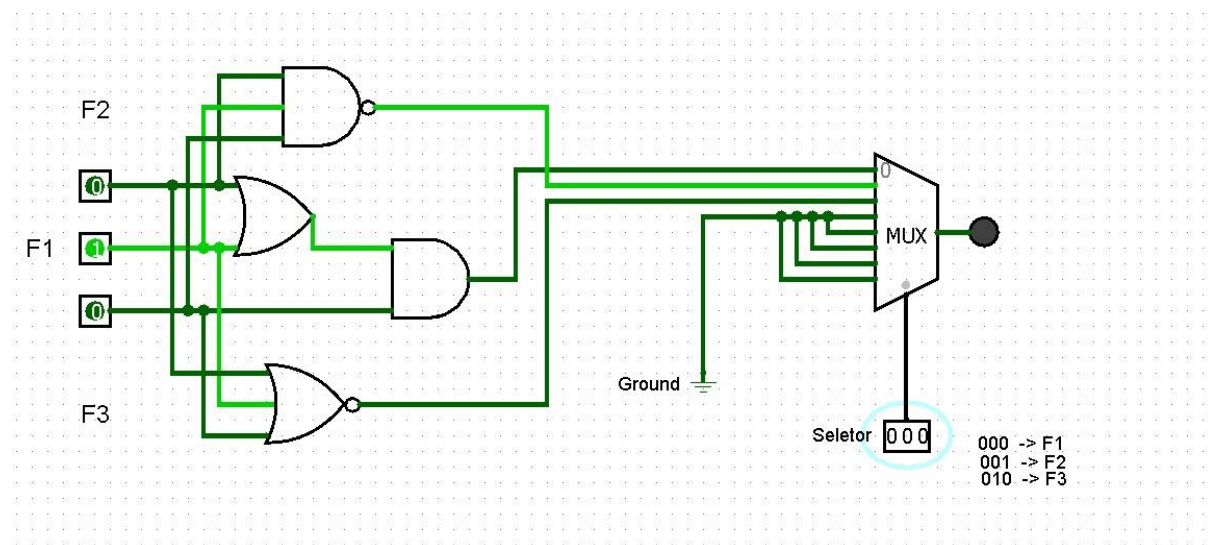 F2
0
0
F1
1
MUX
0
Ground
F3
Seletor
000
000 -> F1
001 -> F2
010 -> F3